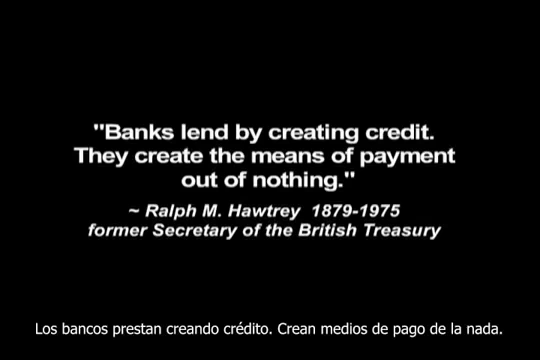 "Banks lend by creating credit.
They create the means of payment
out of nothing."
~ Ralph M. Hawtrey 1879-1975
former Secretary of the British Treasury
Los bancos prestan creando crédito. Crean medios de pago de la nada.